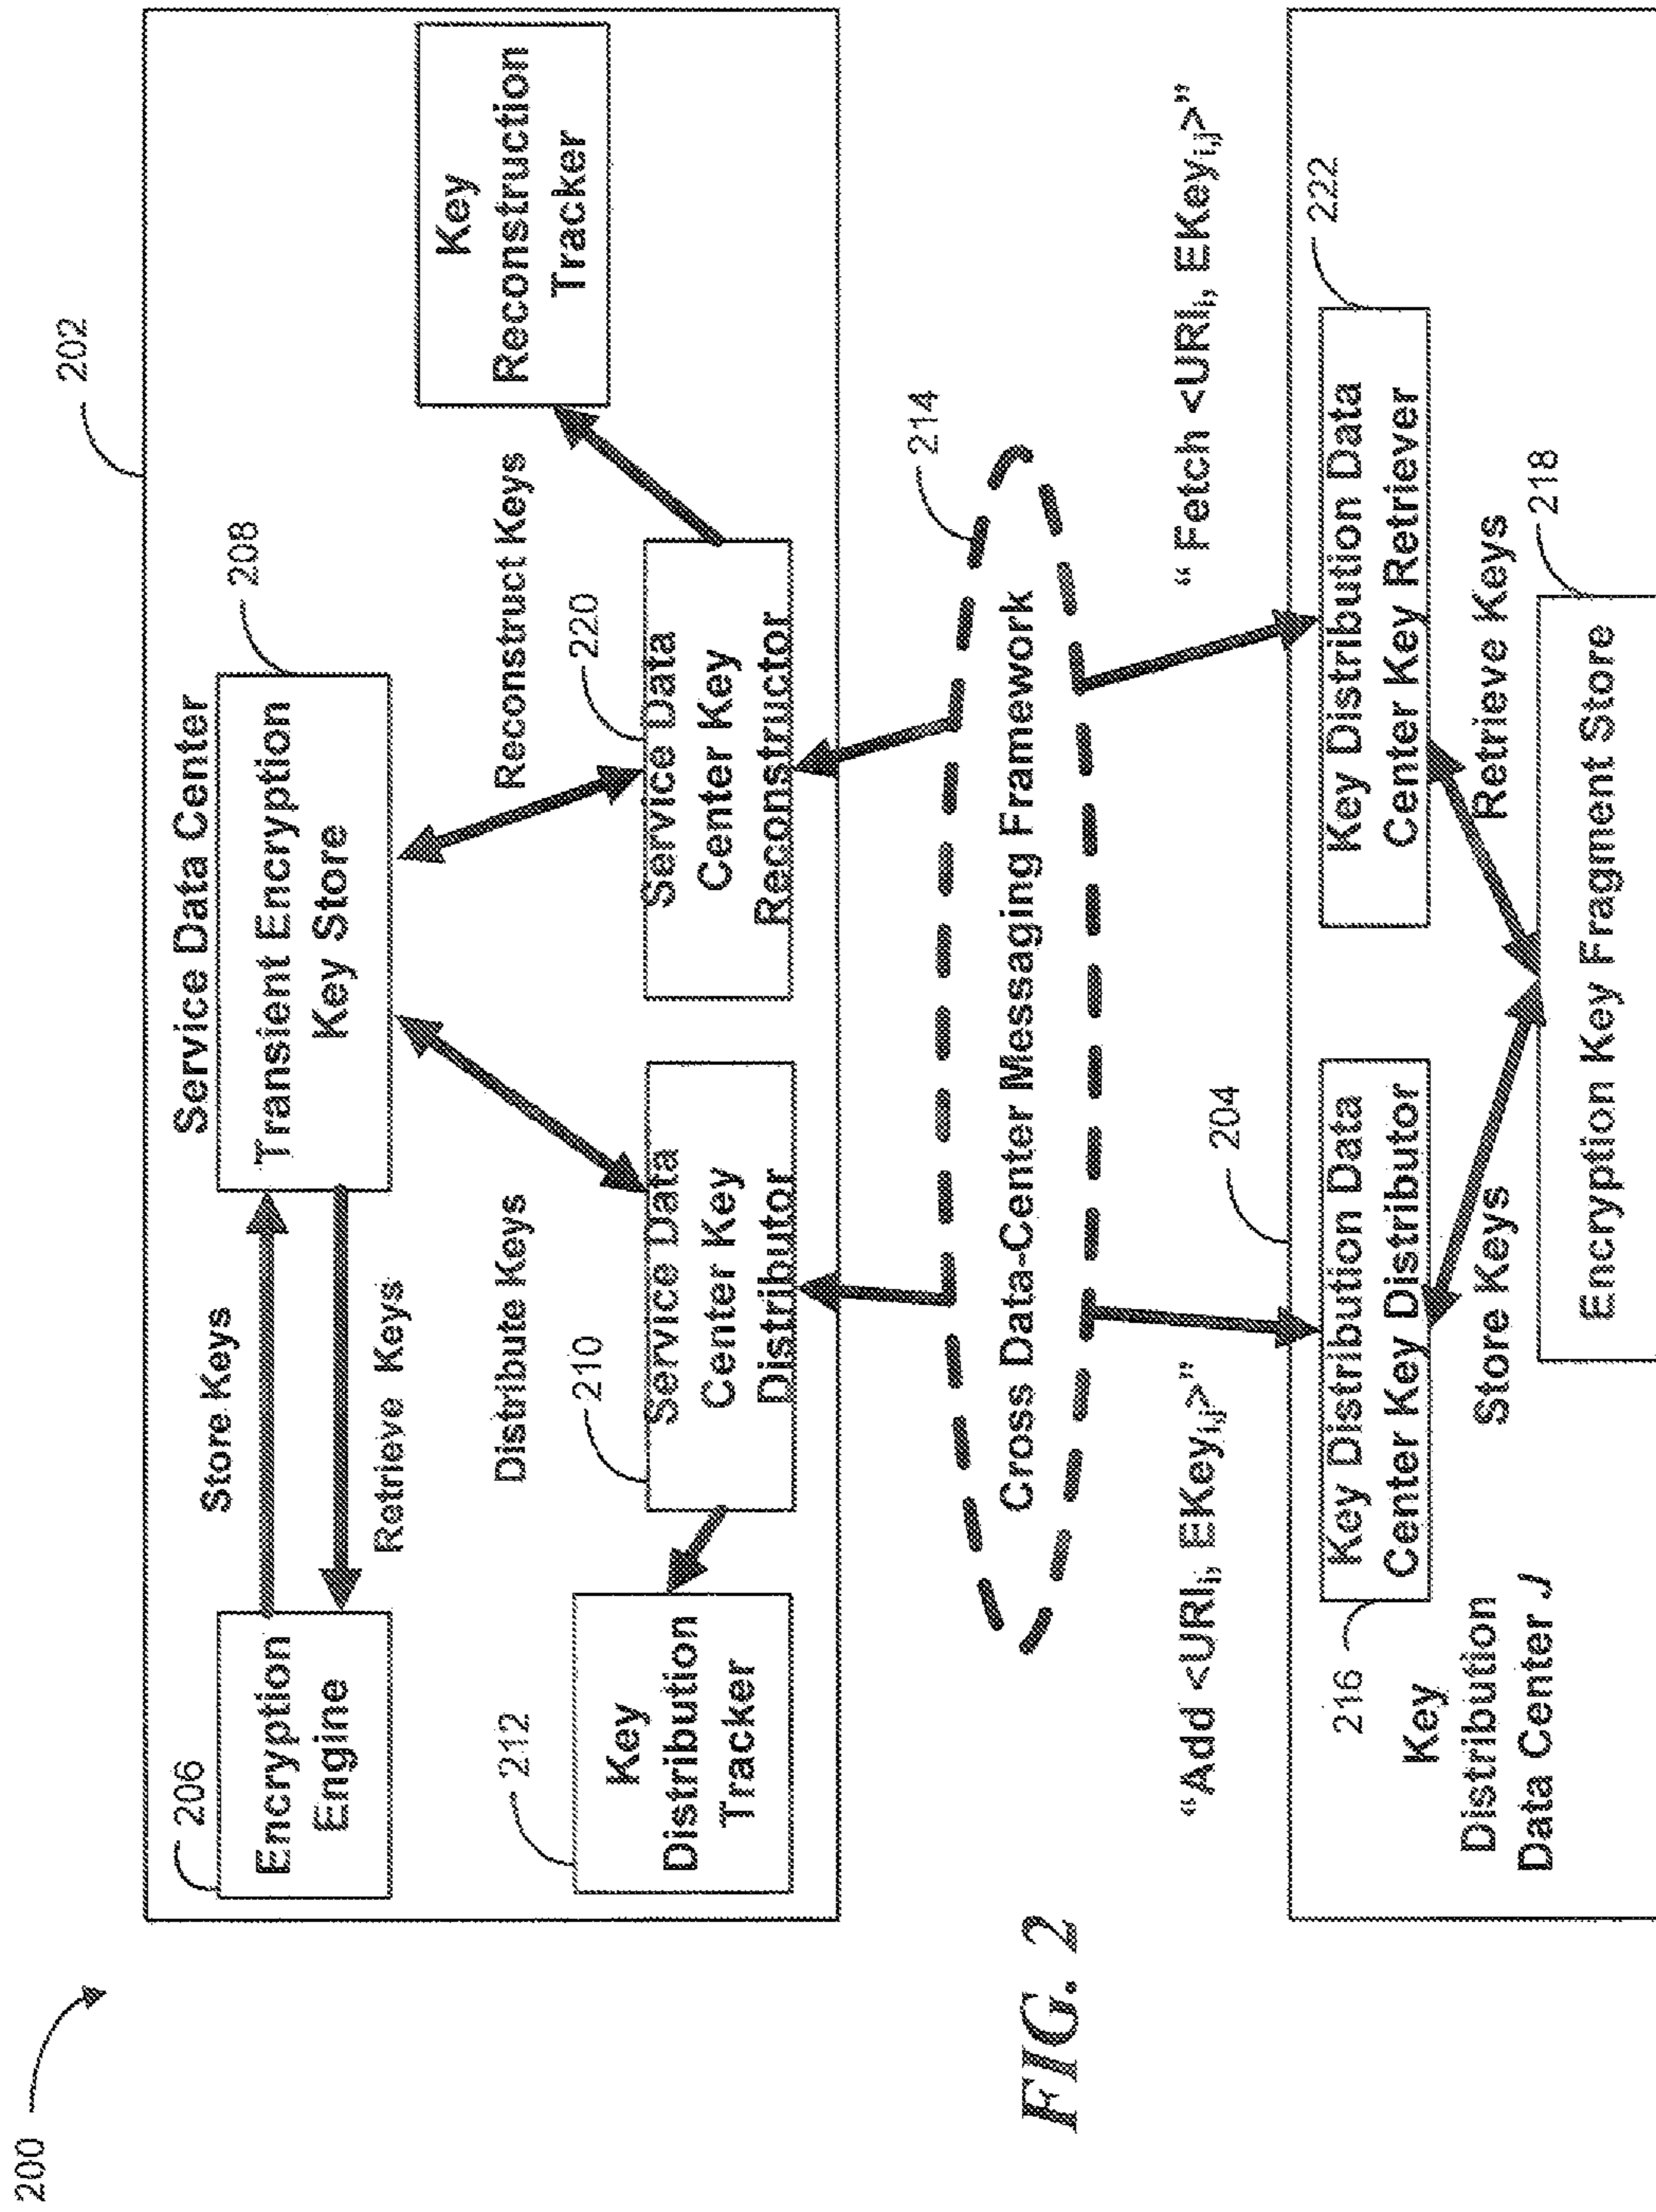 200
202
Service Data Center
206
Encryption
Engine
Store Keys
Retrieve Keys
208
Transient Encryption
Key Store
Key
Reconstruction
Tracker
212
Key
Distribution
Tracker
Distribute Keys
210
Service Data
Center Key
Distributor
Reconstruct Keys
220
Service Data
Center Key
Reconstructor
214
Cross Data-Center Messaging Framework
FIG. 2
"Add <URIi, EKeyi,j>"
"Fetch <URIi, EKeyi,j>"
204
216
Key Distribution Data
Center Key Distributor
222
Key Distribution Data
Center Key Retriever
Key
Distribution
Data Center J
Store Keys
Retrieve Keys
218
Encryption Key Fragment Store